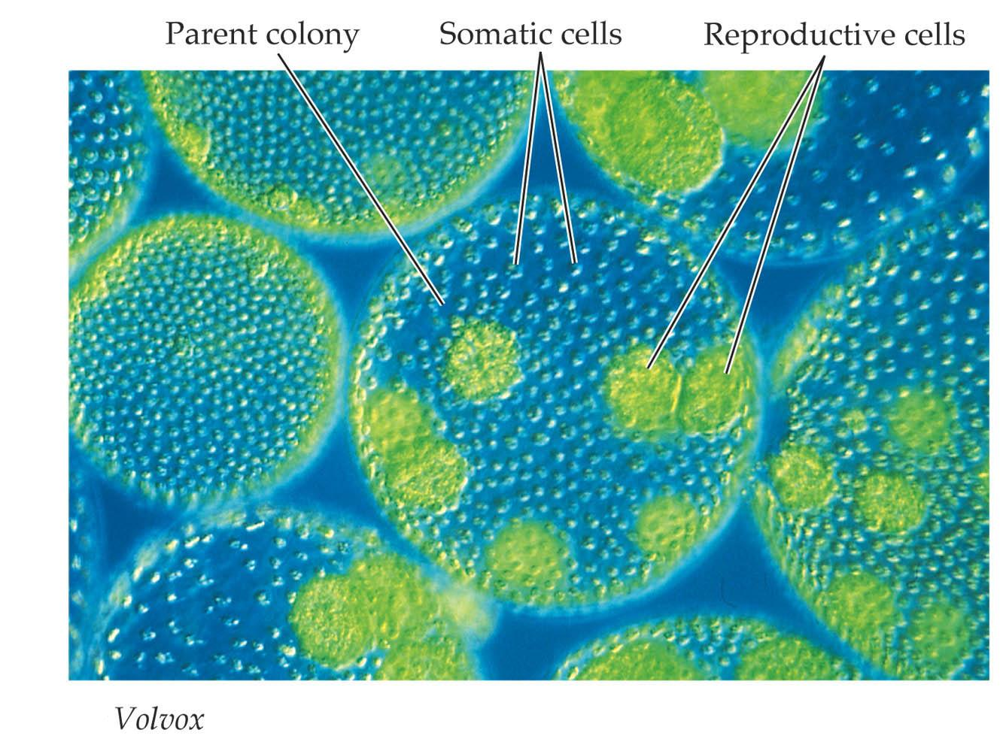 Parent colony
Somatic cells
Reproductive cells
Volvox